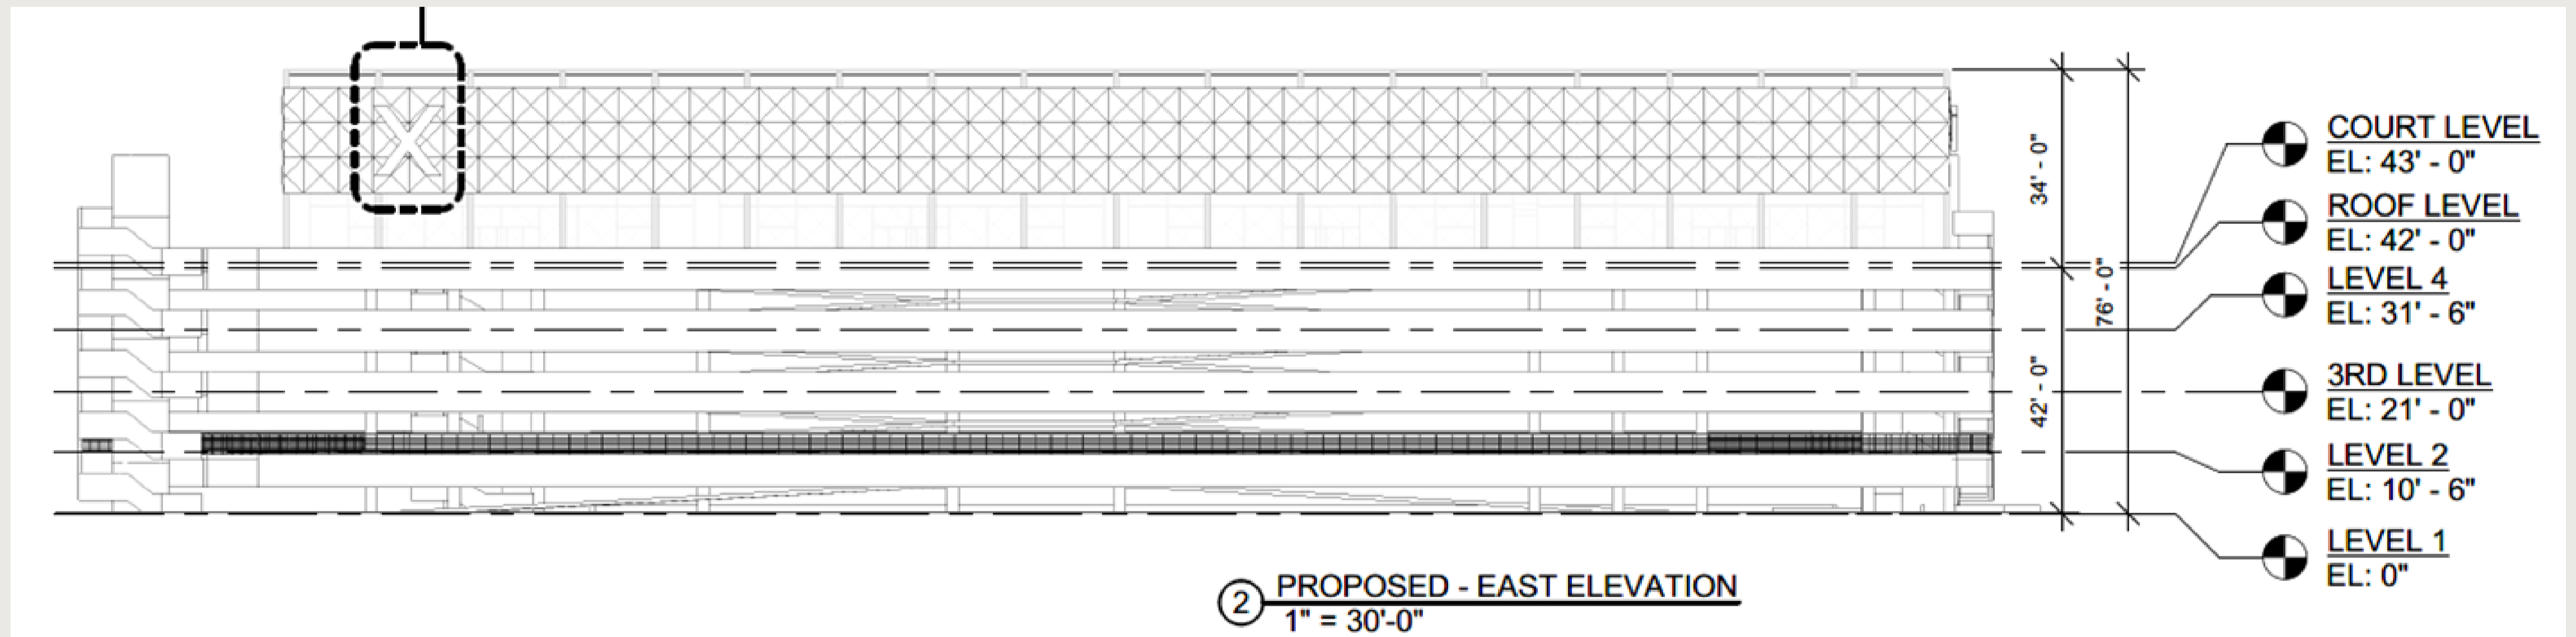 X
34' - 0"
76' - 0"
42' - 0"
COURT LEVEL
EL: 43' - 0"
ROOF LEVEL
EL: 42' - 0"
LEVEL 4
EL: 31' - 6"
3RD LEVEL
EL: 21' - 0"
LEVEL 2
EL: 10' - 6"
LEVEL 1
EL: 0"
2 PROPOSED - EAST ELEVATION
1" = 30'-0"